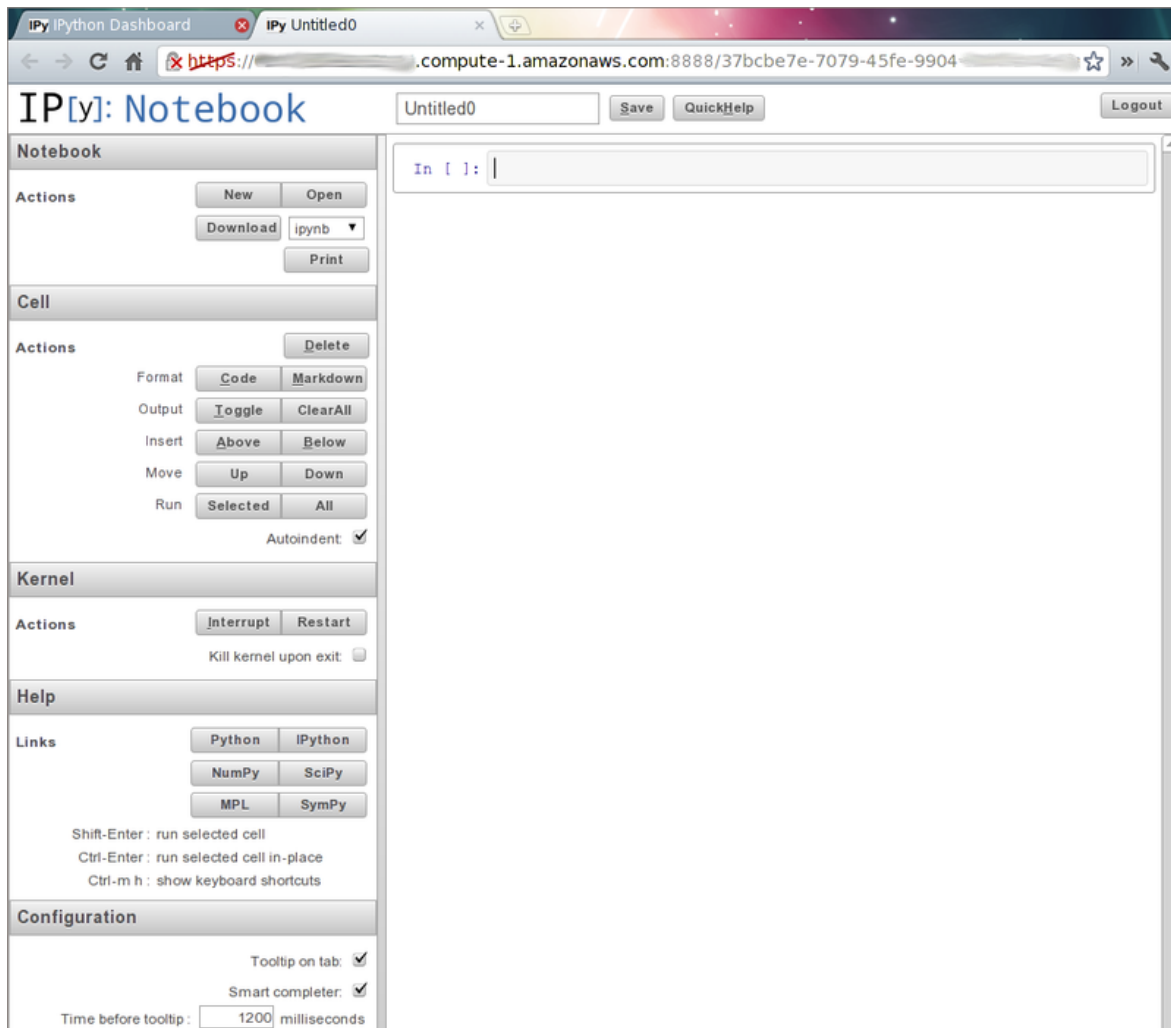 IPy IPython Dashboard IPy Untitled0
https:// .compute-1.amazonaws.com:8888/37bcbe7e-7079-45fe-9904-
IP[y]: Notebook Untitled0 Save QuickHelp Logout
Notebook
In [ ]:
Actions New Open
Download ipynb
Print
Cell
Actions Delete
Format Code Markdown
Output Toggle ClearAll
Insert Above Below
Move Up Down
Run Selected All
Autoindent:
Kernel
Actions Interrupt Restart
Kill kernel upon exit:
Help
Links Python IPython
NumPy SciPy
MPL SymPy
Shift-Enter : run selected cell
Ctrl-Enter : run selected cell in-place
Ctrl-m h : show keyboard shortcuts
Configuration
Tooltip on tab:
Smart completer:
Time before tooltip : 1200 milliseconds